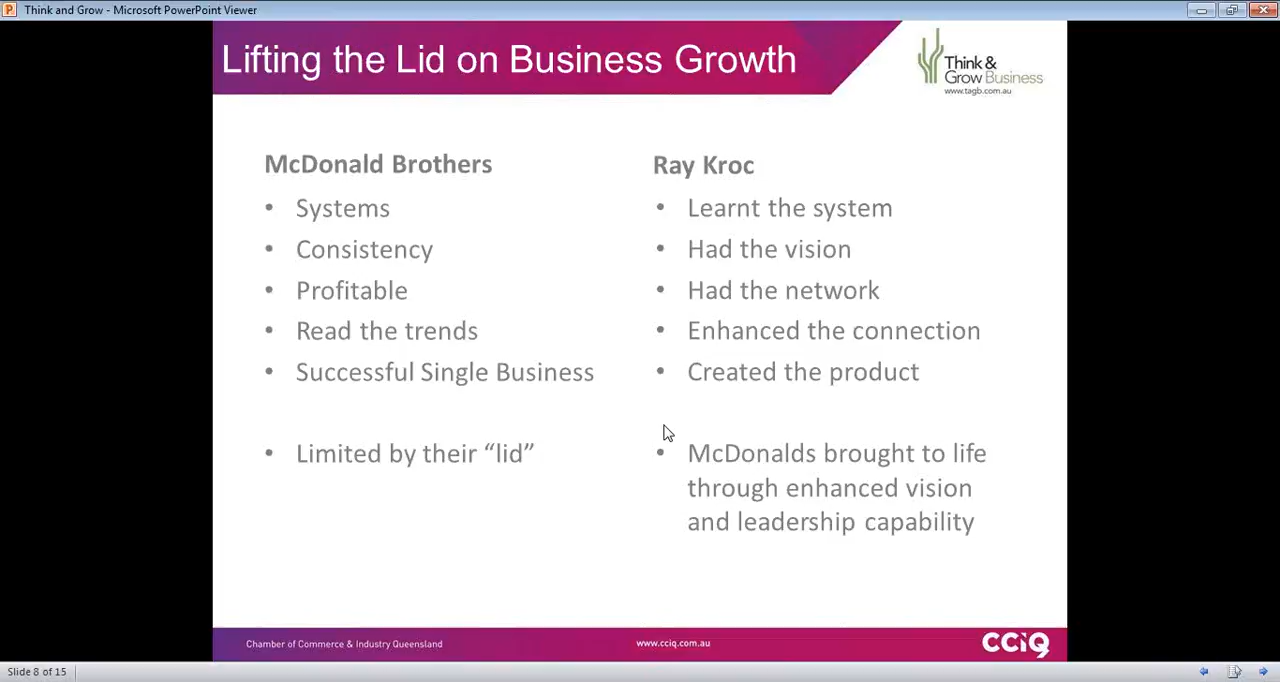 Think and Grow - Microsoft PowerPoint Viewer
Lifting the Lid on Business Growth
Think &
Grow Business
www.tagb.com.au
McDonald Brothers
• Systems
• Consistency
• Profitable
• Read the trends
• Successful Single Business
• Limited by their “lid”
Ray Kroc
• Learnt the system
• Had the vision
• Had the network
• Enhanced the connection
• Created the product
• McDonalds brought to life
through enhanced vision
and leadership capability
Chamber of Commerce & Industry Queensland
www.cciq.com.au
CCiQ
Slide 8 of 15